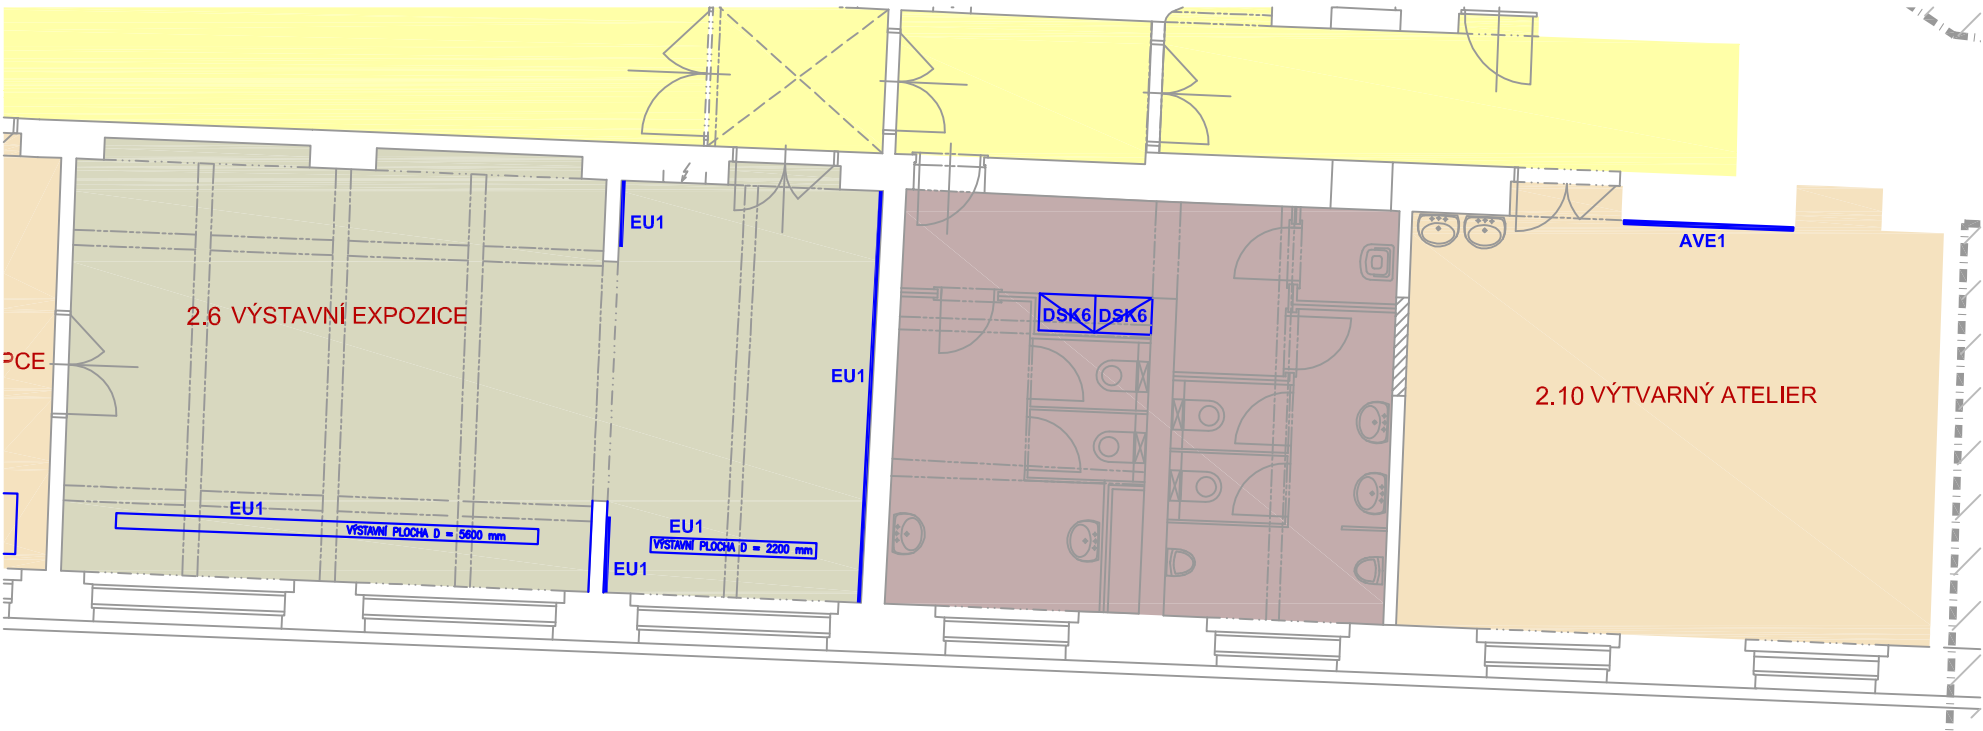 EU1
AVE1
2.6 VÝSTAVNÍ EXPOZICE
DSK6 DSK6
PCE
EU1
2.10 VÝTVARNÝ ATELIER
EU1
VÝSTAVNÍ PLOCHA D = 5600 mm
EU1
VÝSTAVNÍ PLOCHA D = 2200 mm
EU1